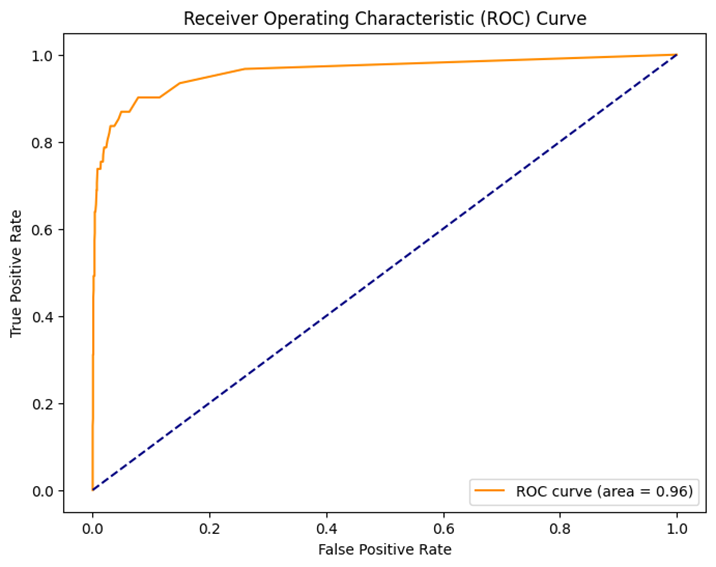 Receiver Operating Characteristic (ROC) Curve
1.0
0.8
0.6
0.4
0.2
0.0
True Positive Rate
ROC curve (area = 0.96)
0.0 0.2 0.4 0.6 0.8 1.0
False Positive Rate